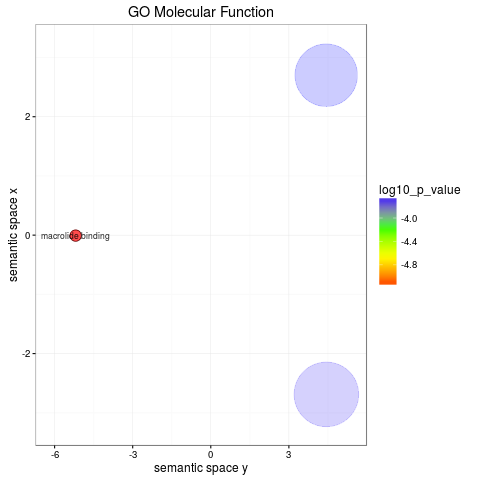 GO Molecular Function
semantic space x
2
0
-2
macrolide binding
-6
-3
0
3
semantic space y
log10_p_value
-4.0
-4.4
-4.8